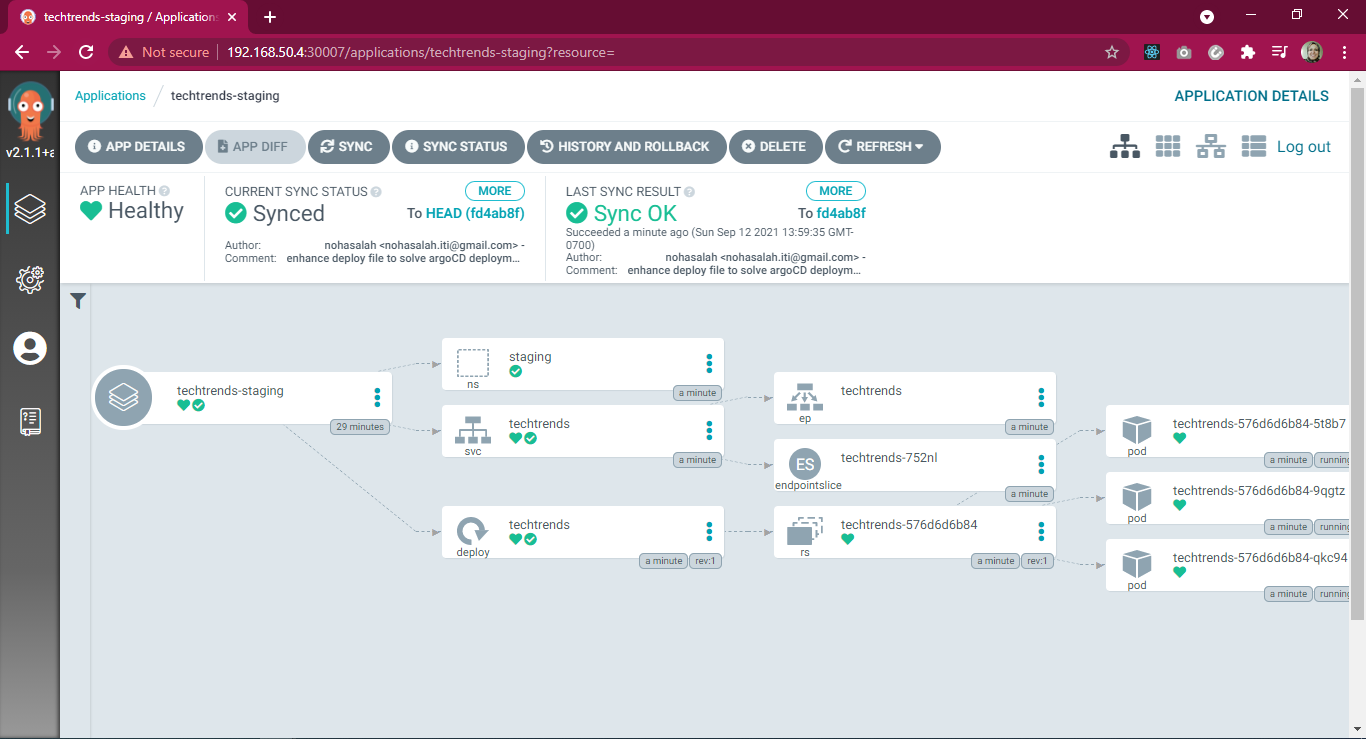 techtrends-staging / Applications
Not secure
192.168.50.4:30007/applications/techtrends-staging?resource=
v2.1.1+a
Applications / techtrends-staging
APPLICATION DETAILS
APP DETAILS
APP DIFF
SYNC
SYNC STATUS
HISTORY AND ROLLBACK
DELETE
REFRESH
Log out
APP HEALTH
Healthy
CURRENT SYNC STATUS
MORE
Synced
To HEAD (fd4ab8f)
Author: nohasalah <nohasalah.iti@gmail.com> -
Comment: enhance deploy file to solve argoCD deploym...
LAST SYNC RESULT
MORE
Sync OK
To fd4ab8f
Succeeded a minute ago (Sun Sep 12 2021 13:59:35 GMT-
0700)
Author: nohasalah <nohasalah.iti@gmail.com> -
Comment: enhance deploy file to solve argoCD deploym...
techtrends-staging
29 minutes
staging
ns
a minute
techtrends
svc
a minute
techtrends
deploy
a minute
rev:1
techtrends
ep
a minute
ES
techtrends-752nl
endpointslice
a minute
techtrends-576d6d6b84
rs
a minute
rev:1
techtrends-576d6d6b84-5t8b7
pod
a minute
running
techtrends-576d6d6b84-9qgtz
pod
a minute
running
techtrends-576d6d6b84-qkc94
pod
a minute
running